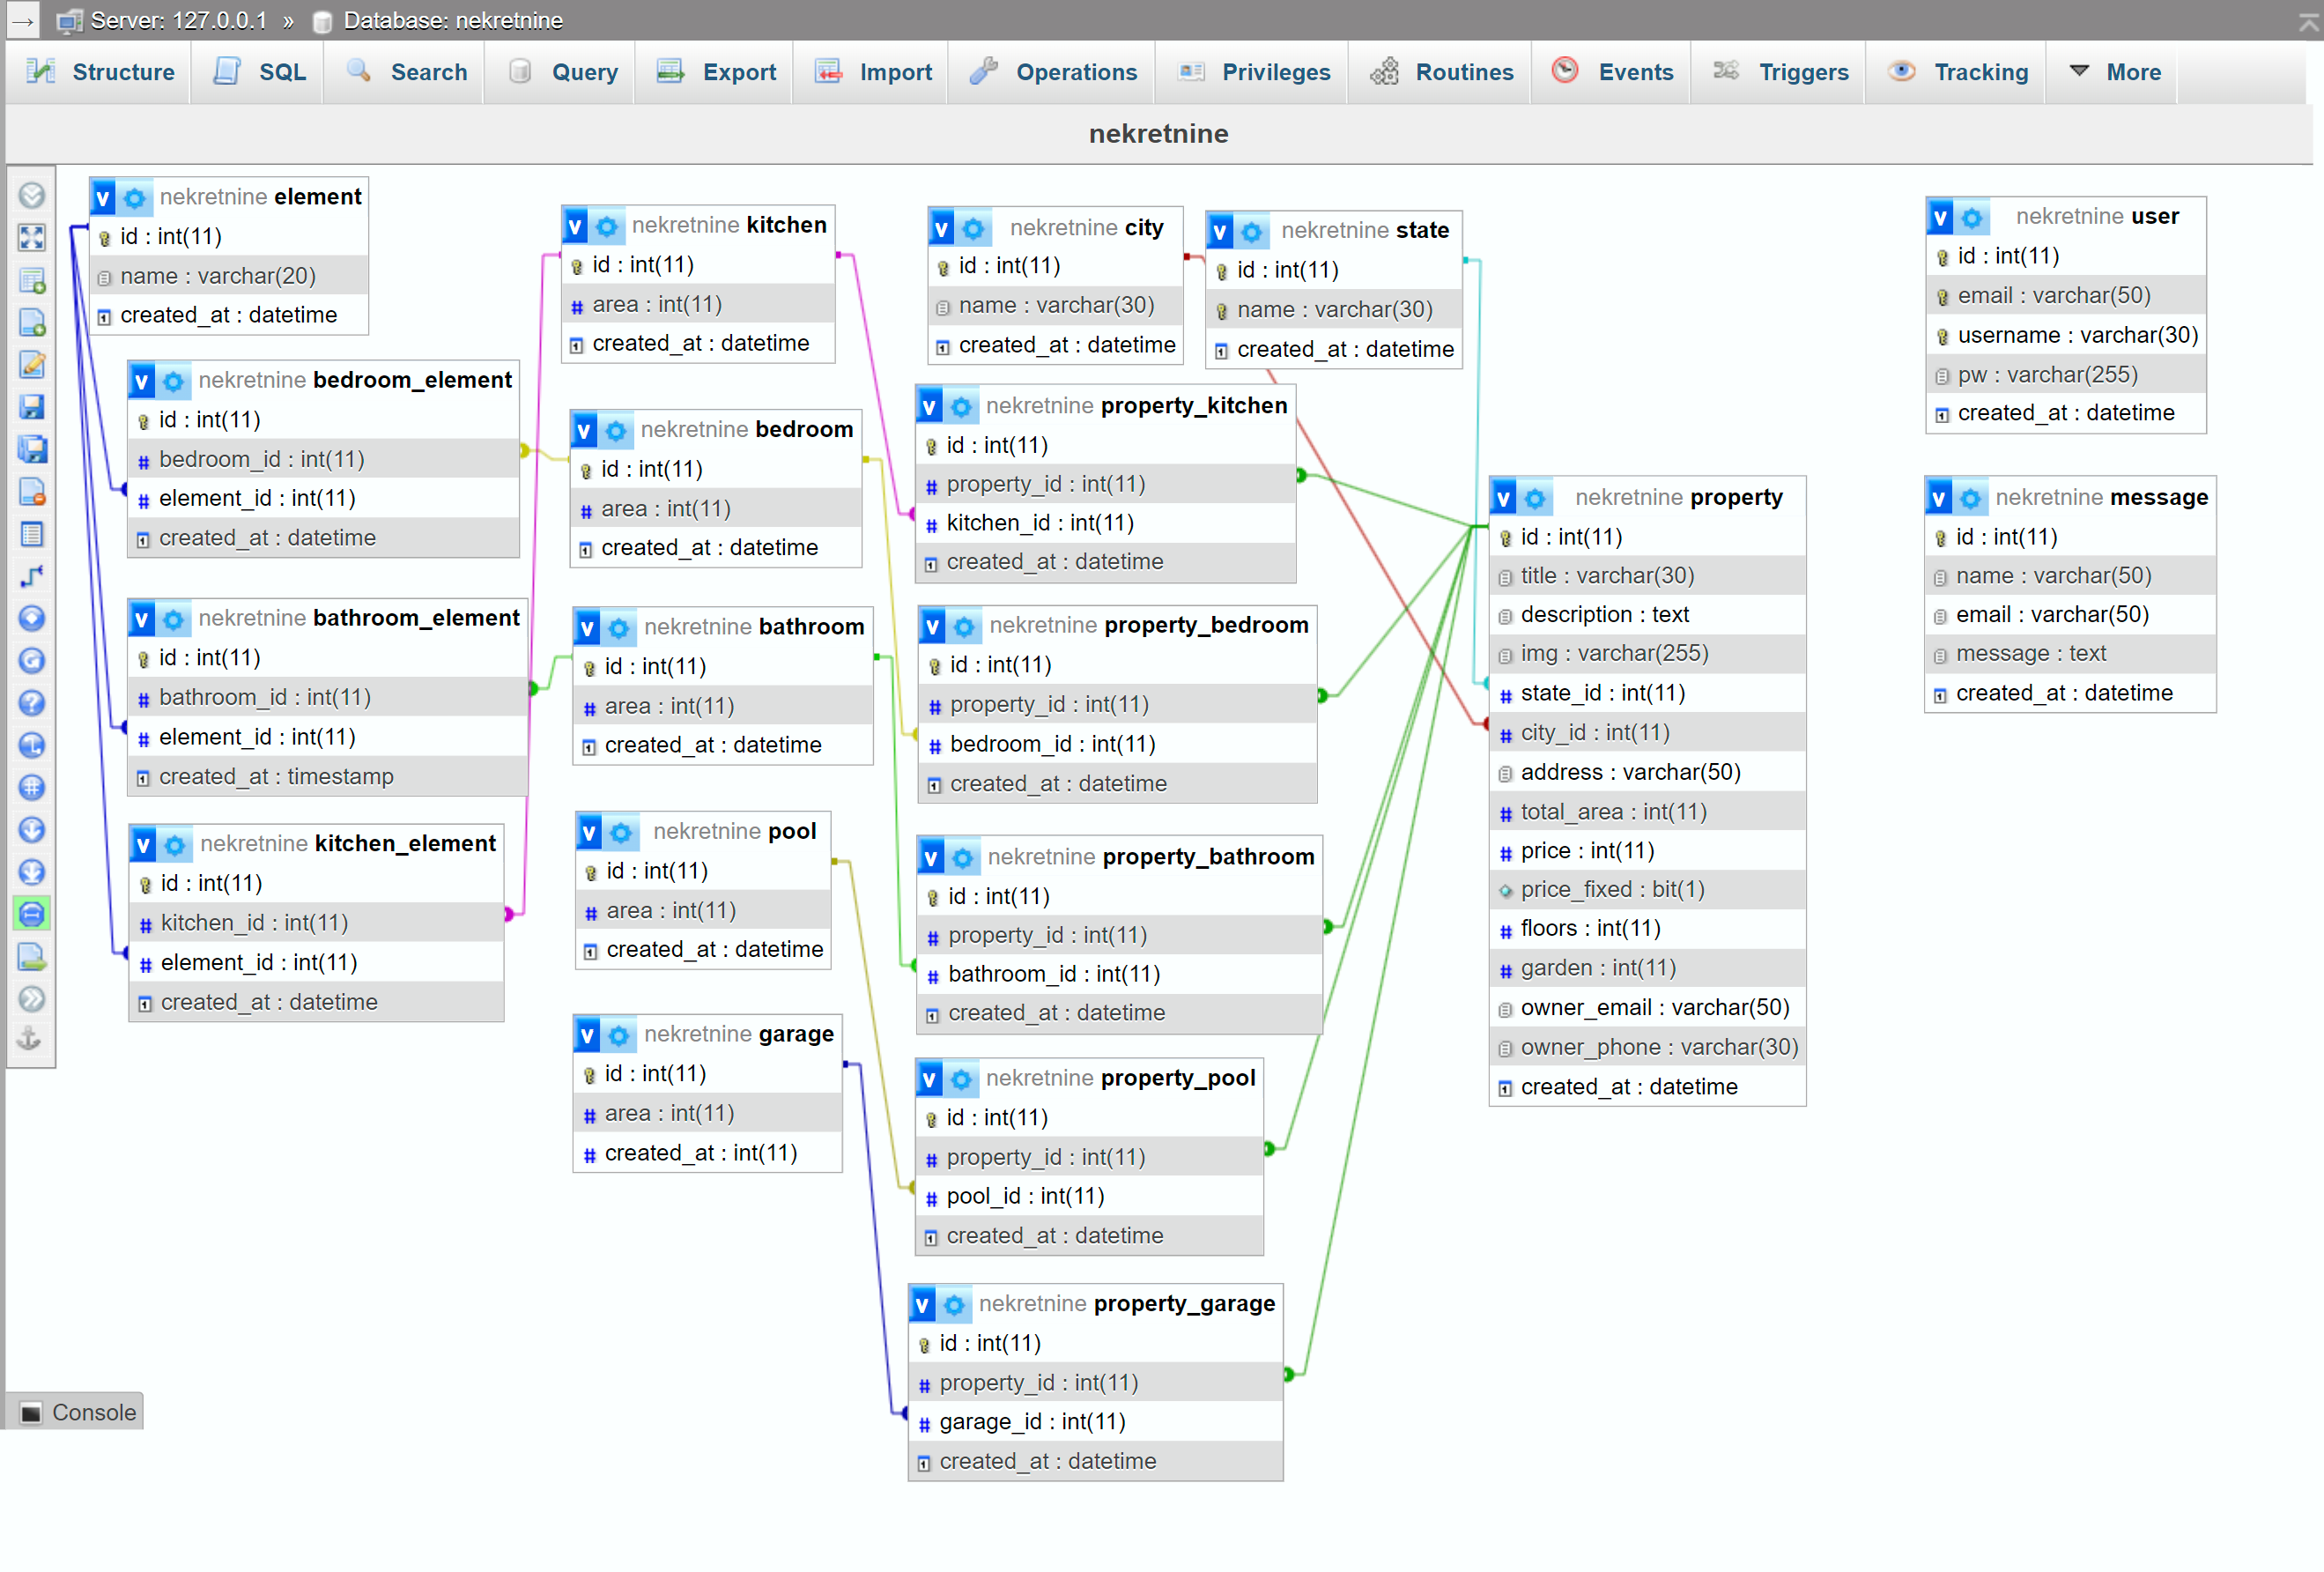 Server: 127.0.0.1 » Database: nekretnine
Structure SQL Search Query Export Import Operations Privileges Routines Events Triggers Tracking More
nekretnine
v nekretnine element
id : int(11)
name : varchar(20)
created_at : datetime
v nekretnine bedroom_element
id : int(11)
bedroom_id : int(11)
element_id : int(11)
created_at : datetime
v nekretnine bathroom_element
id : int(11)
bathroom_id : int(11)
element_id : int(11)
created_at : timestamp
v nekretnine kitchen_element
id : int(11)
kitchen_id : int(11)
element_id : int(11)
created_at : datetime
v nekretnine kitchen
id : int(11)
area : int(11)
created_at : datetime
v nekretnine bedroom
id : int(11)
area : int(11)
created_at : datetime
v nekretnine bathroom
id : int(11)
area : int(11)
created_at : datetime
v nekretnine pool
id : int(11)
area : int(11)
created_at : datetime
v nekretnine garage
id : int(11)
area : int(11)
created_at : int(11)
v nekretnine city
id : int(11)
name : varchar(30)
created_at : datetime
v nekretnine state
id : int(11)
name : varchar(30)
created_at : datetime
v nekretnine property_kitchen
id : int(11)
property_id : int(11)
kitchen_id : int(11)
created_at : datetime
v nekretnine property_bedroom
id : int(11)
property_id : int(11)
bedroom_id : int(11)
created_at : datetime
v nekretnine property_bathroom
id : int(11)
property_id : int(11)
bathroom_id : int(11)
created_at : datetime
v nekretnine property_pool
id : int(11)
property_id : int(11)
pool_id : int(11)
created_at : datetime
v nekretnine property_garage
id : int(11)
property_id : int(11)
garage_id : int(11)
created_at : datetime
v nekretnine property
id : int(11)
title : varchar(30)
description : text
img : varchar(255)
state_id : int(11)
city_id : int(11)
address : varchar(50)
total_area : int(11)
price : int(11)
price_fixed : bit(1)
floors : int(11)
garden : int(11)
owner_email : varchar(50)
owner_phone : varchar(30)
created_at : datetime
v nekretnine user
id : int(11)
email : varchar(50)
username : varchar(30)
pw : varchar(255)
created_at : datetime
v nekretnine message
id : int(11)
name : varchar(50)
email : varchar(50)
message : text
created_at : datetime
Console